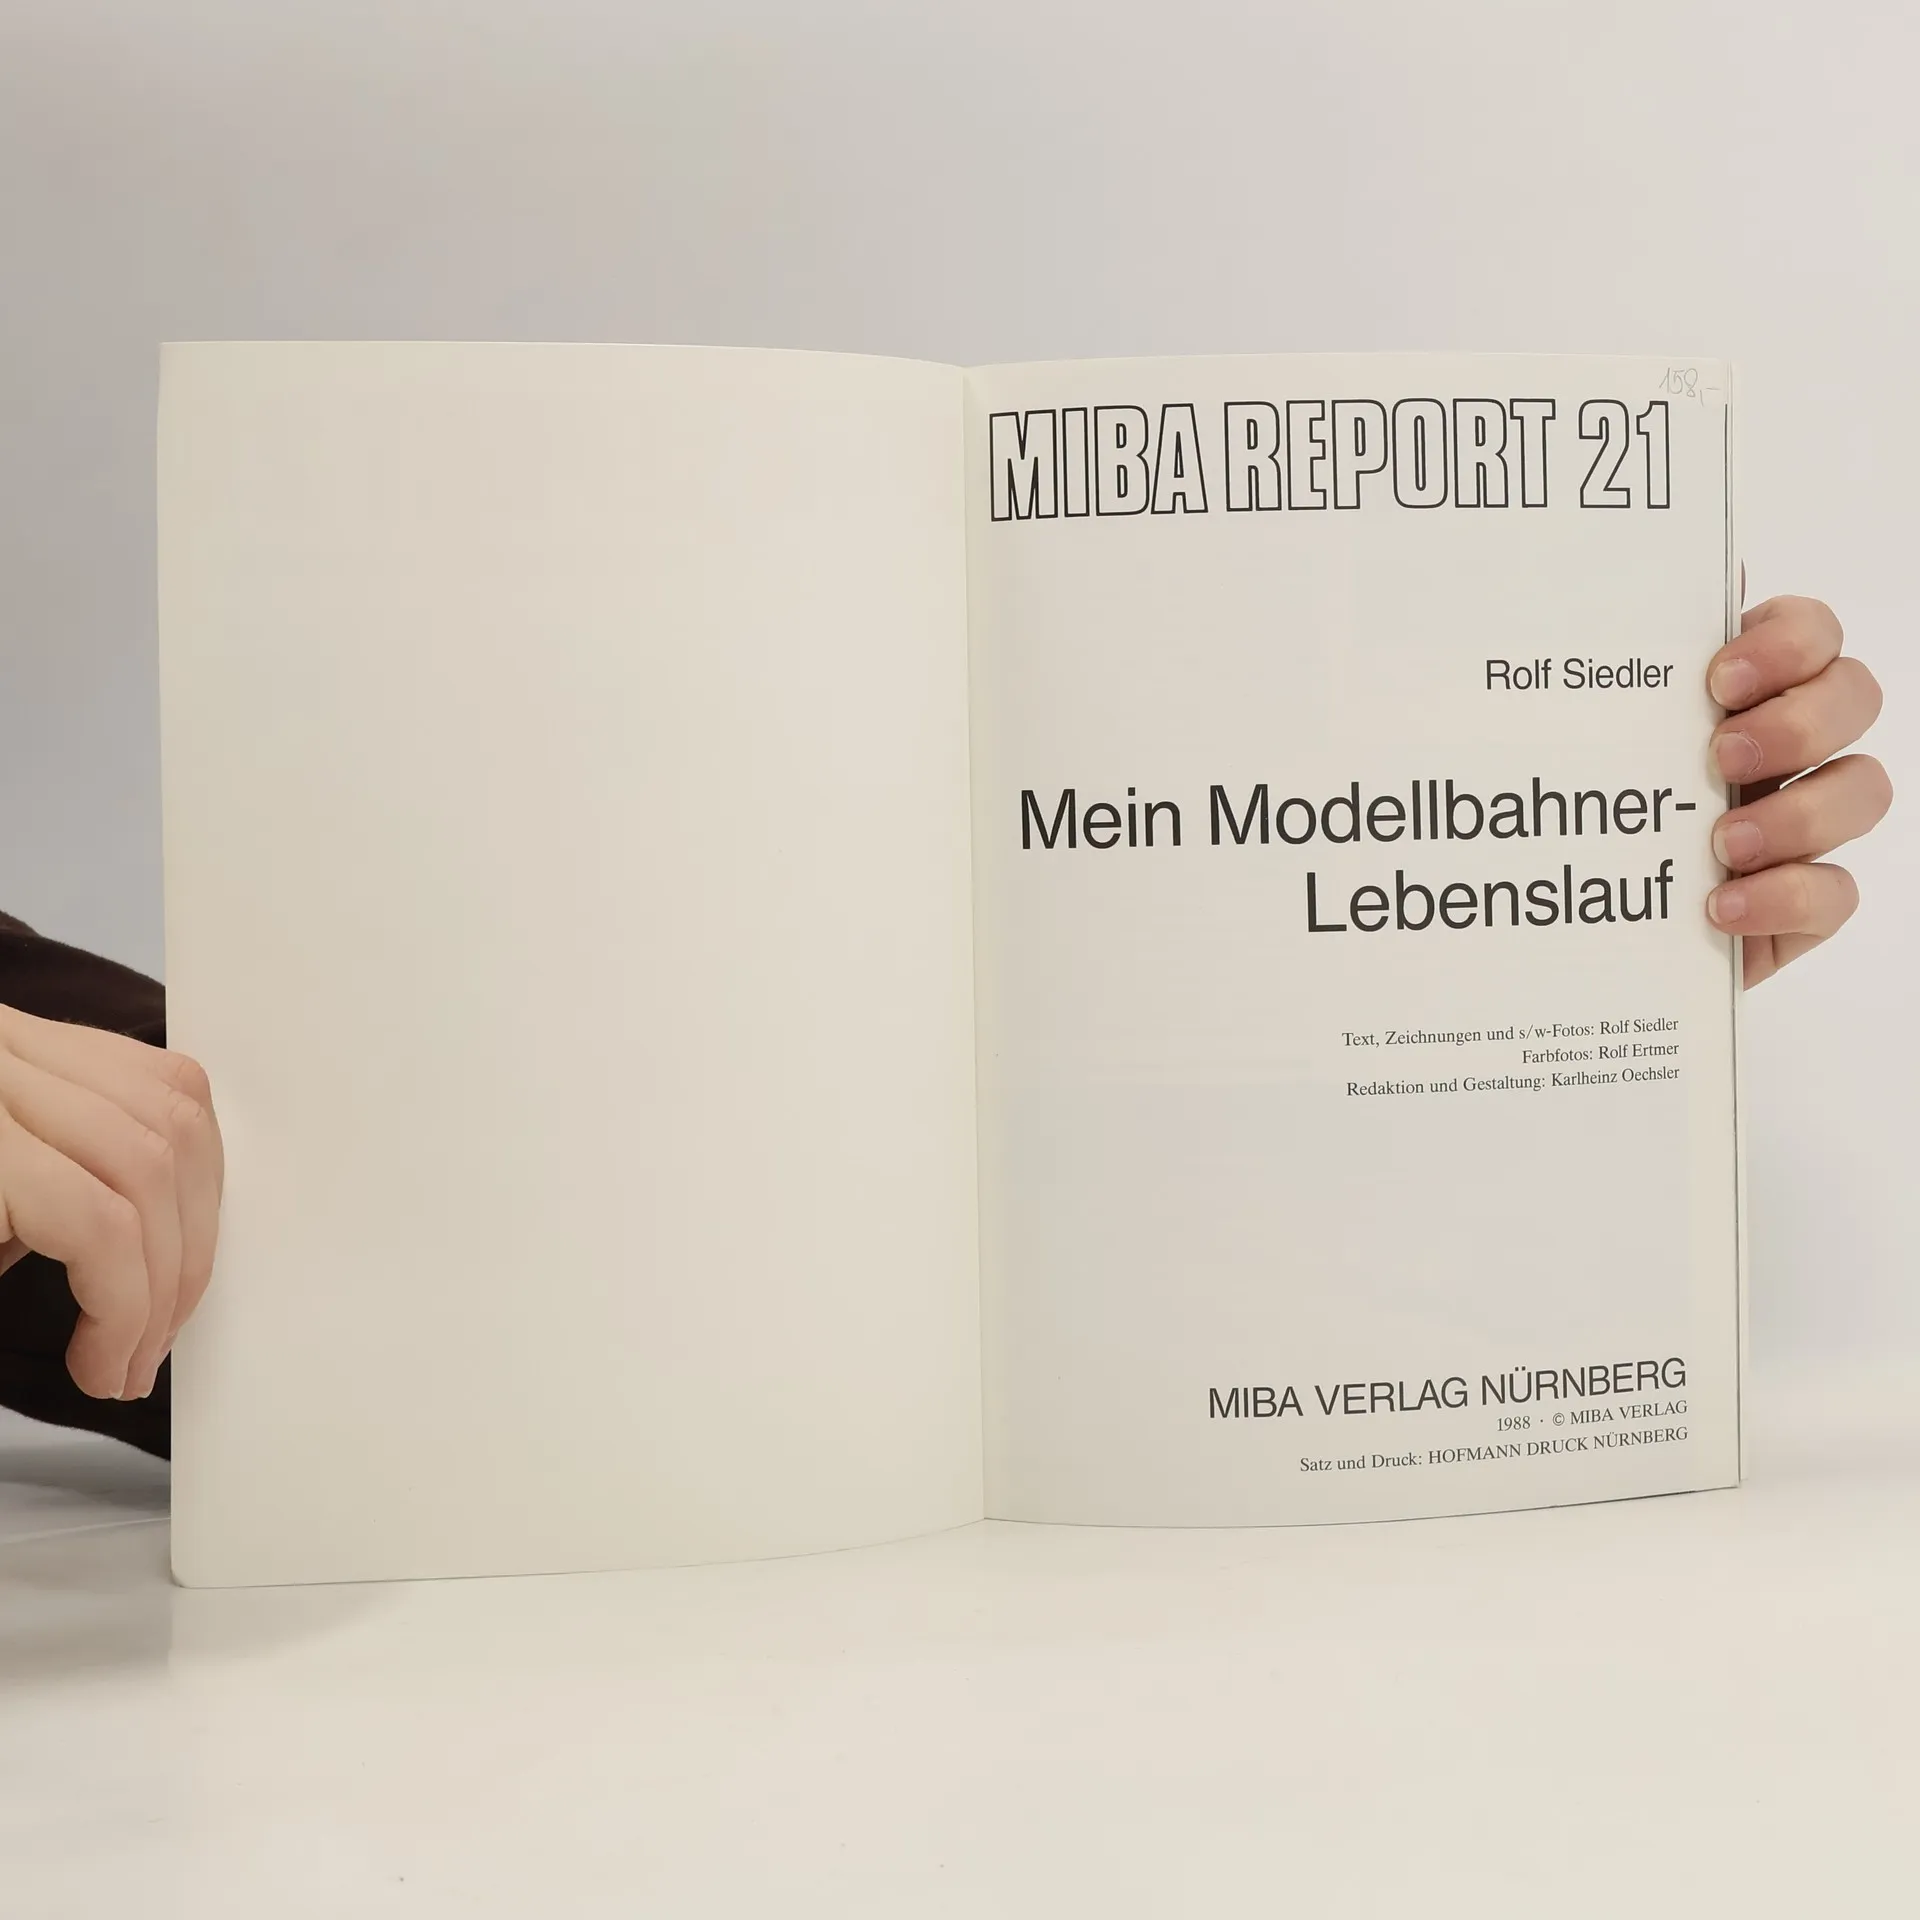 158,-
MIBA REPORT 21
Rolf Siedler
Mein Modellbahner-
Lebenslauf
Text, Zeichnungen und s/w-Fotos: Rolf Siedler
Farbfotos: Rolf Ertmer
Redaktion und Gestaltung: Karlheinz Oechsler
MIBA VERLAG NÜRNBERG
1988 · © MIBA VERLAG
Satz und Druck: HOFMANN DRUCK NÜRNBERG